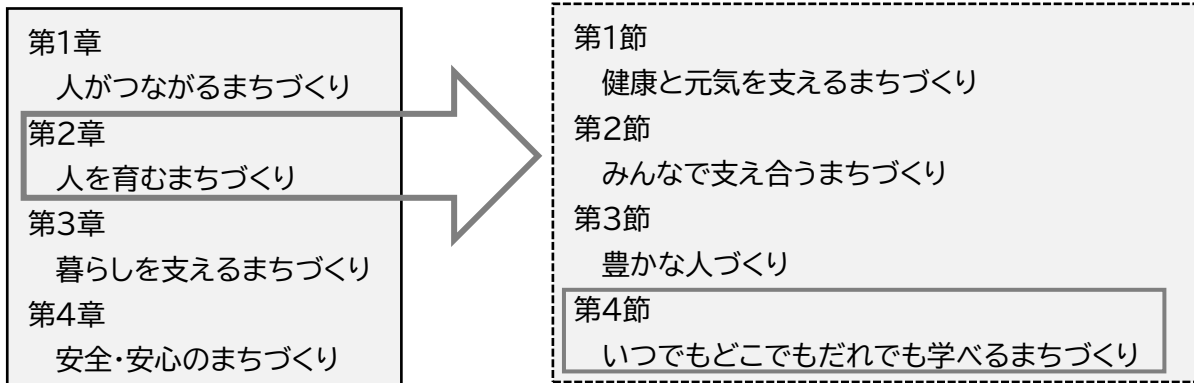 第1章
人がつながるまちづくり
第2章
人を育むまちづくり
第3章
暮らしを支えるまちづくり
第4章
安全・安心のまちづくり
第1節
健康と元気を支えるまちづくり
第2節
みんなで支え合うまちづくり
第3節
豊かな人づくり
第4節
いつでもどこでもだれでも学べるまちづくり